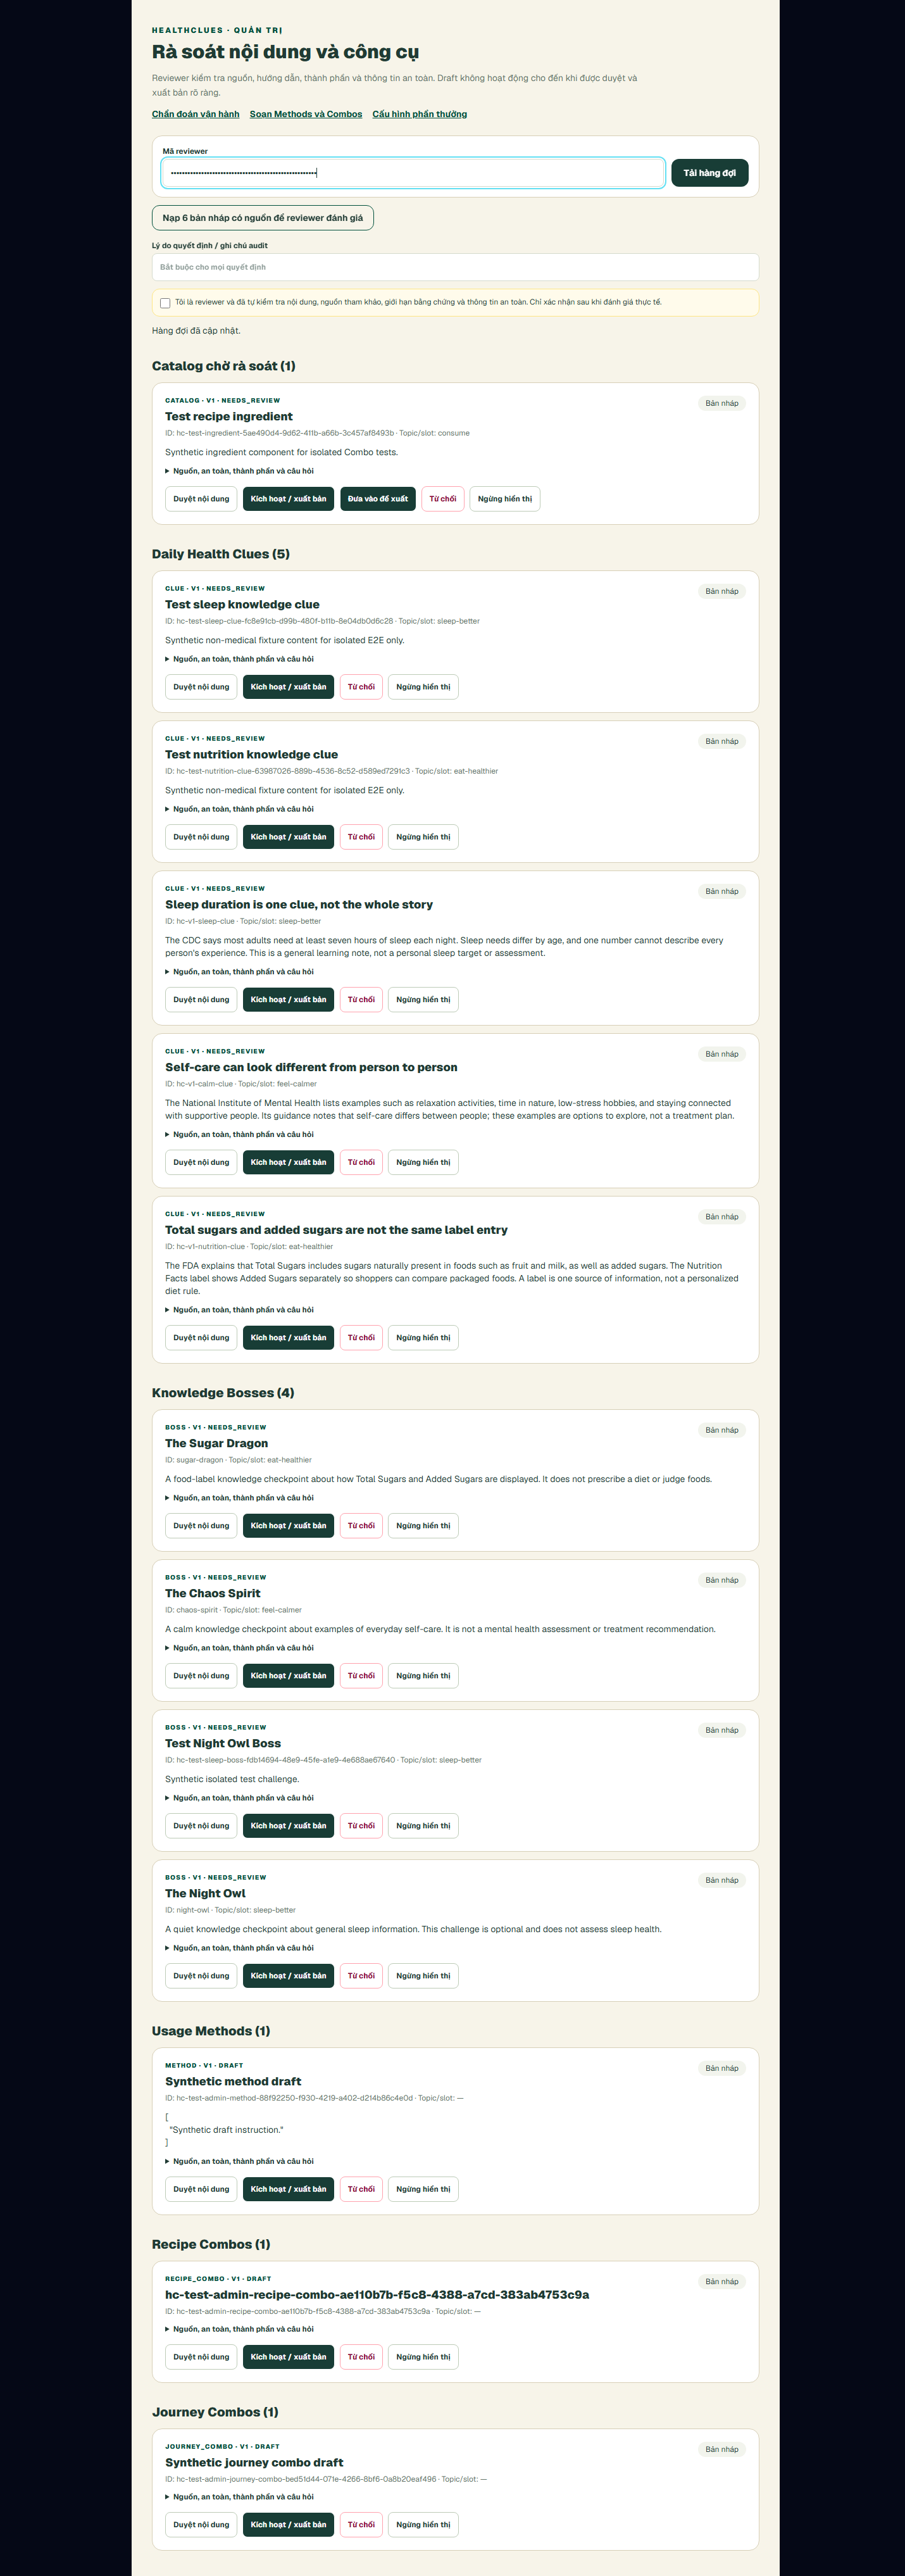 HEALTHCLUES · QUẢN TRỊ
Rà soát nội dung và công cụ
Reviewer kiểm tra nguồn, hướng dẫn, thành phần và thông tin an toàn. Draft không hoạt động cho đến khi được duyệt và
xuất bản rõ ràng.
Chẩn đoán vận hành Soạn Methods và Combos Cấu hình phần thưởng
Mã reviewer
Tải hàng đợi
Nạp 6 bản nháp có nguồn để reviewer đánh giá
Lý do quyết định / ghi chú audit
Bắt buộc cho mọi quyết định
Tôi là reviewer và đã tự kiểm tra nội dung, nguồn tham khảo, giới hạn bằng chứng và thông tin an toàn. Chỉ xác nhận sau khi đánh giá thực tế.
Hàng đợi đã cập nhật.
Catalog chờ rà soát (1)
CATALOG · V1 · NEEDS_REVIEW
Bản nháp
Test recipe ingredient
ID: hc-test-ingredient-5ae490d4-9d62-411b-a66b-3c457af8493b · Topic/slot: consume
Synthetic ingredient component for isolated Combo tests.
▶ Nguồn, an toàn, thành phần và câu hỏi
Duyệt nội dung Kích hoạt / xuất bản Đưa vào đề xuất Từ chối Ngừng hiển thị
Daily Health Clues (5)
CLUE · V1 · NEEDS_REVIEW
Bản nháp
Test sleep knowledge clue
ID: hc-test-sleep-clue-fc8e91cb-d99b-480f-b11b-8e04db0d6c28 · Topic/slot: sleep-better
Synthetic non-medical fixture content for isolated E2E only.
▶ Nguồn, an toàn, thành phần và câu hỏi
Duyệt nội dung Kích hoạt / xuất bản Từ chối Ngừng hiển thị
CLUE · V1 · NEEDS_REVIEW
Bản nháp
Test nutrition knowledge clue
ID: hc-test-nutrition-clue-63987026-889b-4536-8c52-d589ed7291c3 · Topic/slot: eat-healthier
Synthetic non-medical fixture content for isolated E2E only.
▶ Nguồn, an toàn, thành phần và câu hỏi
Duyệt nội dung Kích hoạt / xuất bản Từ chối Ngừng hiển thị
CLUE · V1 · NEEDS_REVIEW
Bản nháp
Sleep duration is one clue, not the whole story
ID: hc-v1-sleep-clue · Topic/slot: sleep-better
The CDC says most adults need at least seven hours of sleep each night. Sleep needs differ by age, and one number cannot describe every
person's experience. This is a general learning note, not a personal sleep target or assessment.
▶ Nguồn, an toàn, thành phần và câu hỏi
Duyệt nội dung Kích hoạt / xuất bản Từ chối Ngừng hiển thị
CLUE · V1 · NEEDS_REVIEW
Bản nháp
Self-care can look different from person to person
ID: hc-v1-calm-clue · Topic/slot: feel-calmer
The National Institute of Mental Health lists examples such as relaxation activities, time in nature, low-stress hobbies, and staying connected
with supportive people. Its guidance notes that self-care differs between people; these examples are options to explore, not a treatment plan.
▶ Nguồn, an toàn, thành phần và câu hỏi
Duyệt nội dung Kích hoạt / xuất bản Từ chối Ngừng hiển thị
CLUE · V1 · NEEDS_REVIEW
Bản nháp
Total sugars and added sugars are not the same label entry
ID: hc-v1-nutrition-clue · Topic/slot: eat-healthier
The FDA explains that Total Sugars includes sugars naturally present in foods such as fruit and milk, as well as added sugars. The Nutrition
Facts label shows Added Sugars separately so shoppers can compare packaged foods. A label is one source of information, not a personalized
diet rule.
▶ Nguồn, an toàn, thành phần và câu hỏi
Duyệt nội dung Kích hoạt / xuất bản Từ chối Ngừng hiển thị
Knowledge Bosses (4)
BOSS · V1 · NEEDS_REVIEW
Bản nháp
The Sugar Dragon
ID: sugar-dragon · Topic/slot: eat-healthier
A food-label knowledge checkpoint about how Total Sugars and Added Sugars are displayed. It does not prescribe a diet or judge foods.
▶ Nguồn, an toàn, thành phần và câu hỏi
Duyệt nội dung Kích hoạt / xuất bản Từ chối Ngừng hiển thị
BOSS · V1 · NEEDS_REVIEW
Bản nháp
The Chaos Spirit
ID: chaos-spirit · Topic/slot: feel-calmer
A calm knowledge checkpoint about examples of everyday self-care. It is not a mental health assessment or treatment recommendation.
▶ Nguồn, an toàn, thành phần và câu hỏi
Duyệt nội dung Kích hoạt / xuất bản Từ chối Ngừng hiển thị
BOSS · V1 · NEEDS_REVIEW
Bản nháp
Test Night Owl Boss
ID: hc-test-sleep-boss-fdb14694-48e9-45fe-a1e9-4e688ae67640 · Topic/slot: sleep-better
Synthetic isolated test challenge.
▶ Nguồn, an toàn, thành phần và câu hỏi
Duyệt nội dung Kích hoạt / xuất bản Từ chối Ngừng hiển thị
BOSS · V1 · NEEDS_REVIEW
Bản nháp
The Night Owl
ID: night-owl · Topic/slot: sleep-better
A quiet knowledge checkpoint about general sleep information. This challenge is optional and does not assess sleep health.
▶ Nguồn, an toàn, thành phần và câu hỏi
Duyệt nội dung Kích hoạt / xuất bản Từ chối Ngừng hiển thị
Usage Methods (1)
METHOD · V1 · DRAFT
Bản nháp
Synthetic method draft
ID: hc-test-admin-method-88f92250-f930-4219-a402-d214b86c4e0d · Topic/slot: —
[
"Synthetic draft instruction."
]
▶ Nguồn, an toàn, thành phần và câu hỏi
Duyệt nội dung Kích hoạt / xuất bản Từ chối Ngừng hiển thị
Recipe Combos (1)
RECIPE_COMBO · V1 · DRAFT
Bản nháp
hc-test-admin-recipe-combo-ae110b7b-f5c8-4388-a7cd-383ab4753c9a
ID: hc-test-admin-recipe-combo-ae110b7b-f5c8-4388-a7cd-383ab4753c9a · Topic/slot: —
▶ Nguồn, an toàn, thành phần và câu hỏi
Duyệt nội dung Kích hoạt / xuất bản Từ chối Ngừng hiển thị
Journey Combos (1)
JOURNEY_COMBO · V1 · DRAFT
Bản nháp
Synthetic journey combo draft
ID: hc-test-admin-journey-combo-bed51d44-071e-4266-8bf6-0a8b20eaf496 · Topic/slot: —
▶ Nguồn, an toàn, thành phần và câu hỏi
Duyệt nội dung Kích hoạt / xuất bản Từ chối Ngừng hiển thị